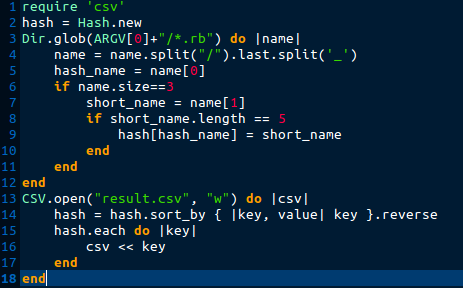 1 require 'csv'
2 hash = Hash.new
3 Dir.glob(ARGV[0]+"/*.rb") do |name|
4     name = name.split("/").last.split('_')
5     hash_name = name[0]
6     if name.size==3
7         short_name = name[1]
8         if short_name.length == 5
9             hash[hash_name] = short_name
10         end
11     end
12 end
13 CSV.open("result.csv", "w") do |csv|
14     hash = hash.sort_by { |key, value| key }.reverse
15     hash.each do |key|
16         csv << key
17     end
18 end